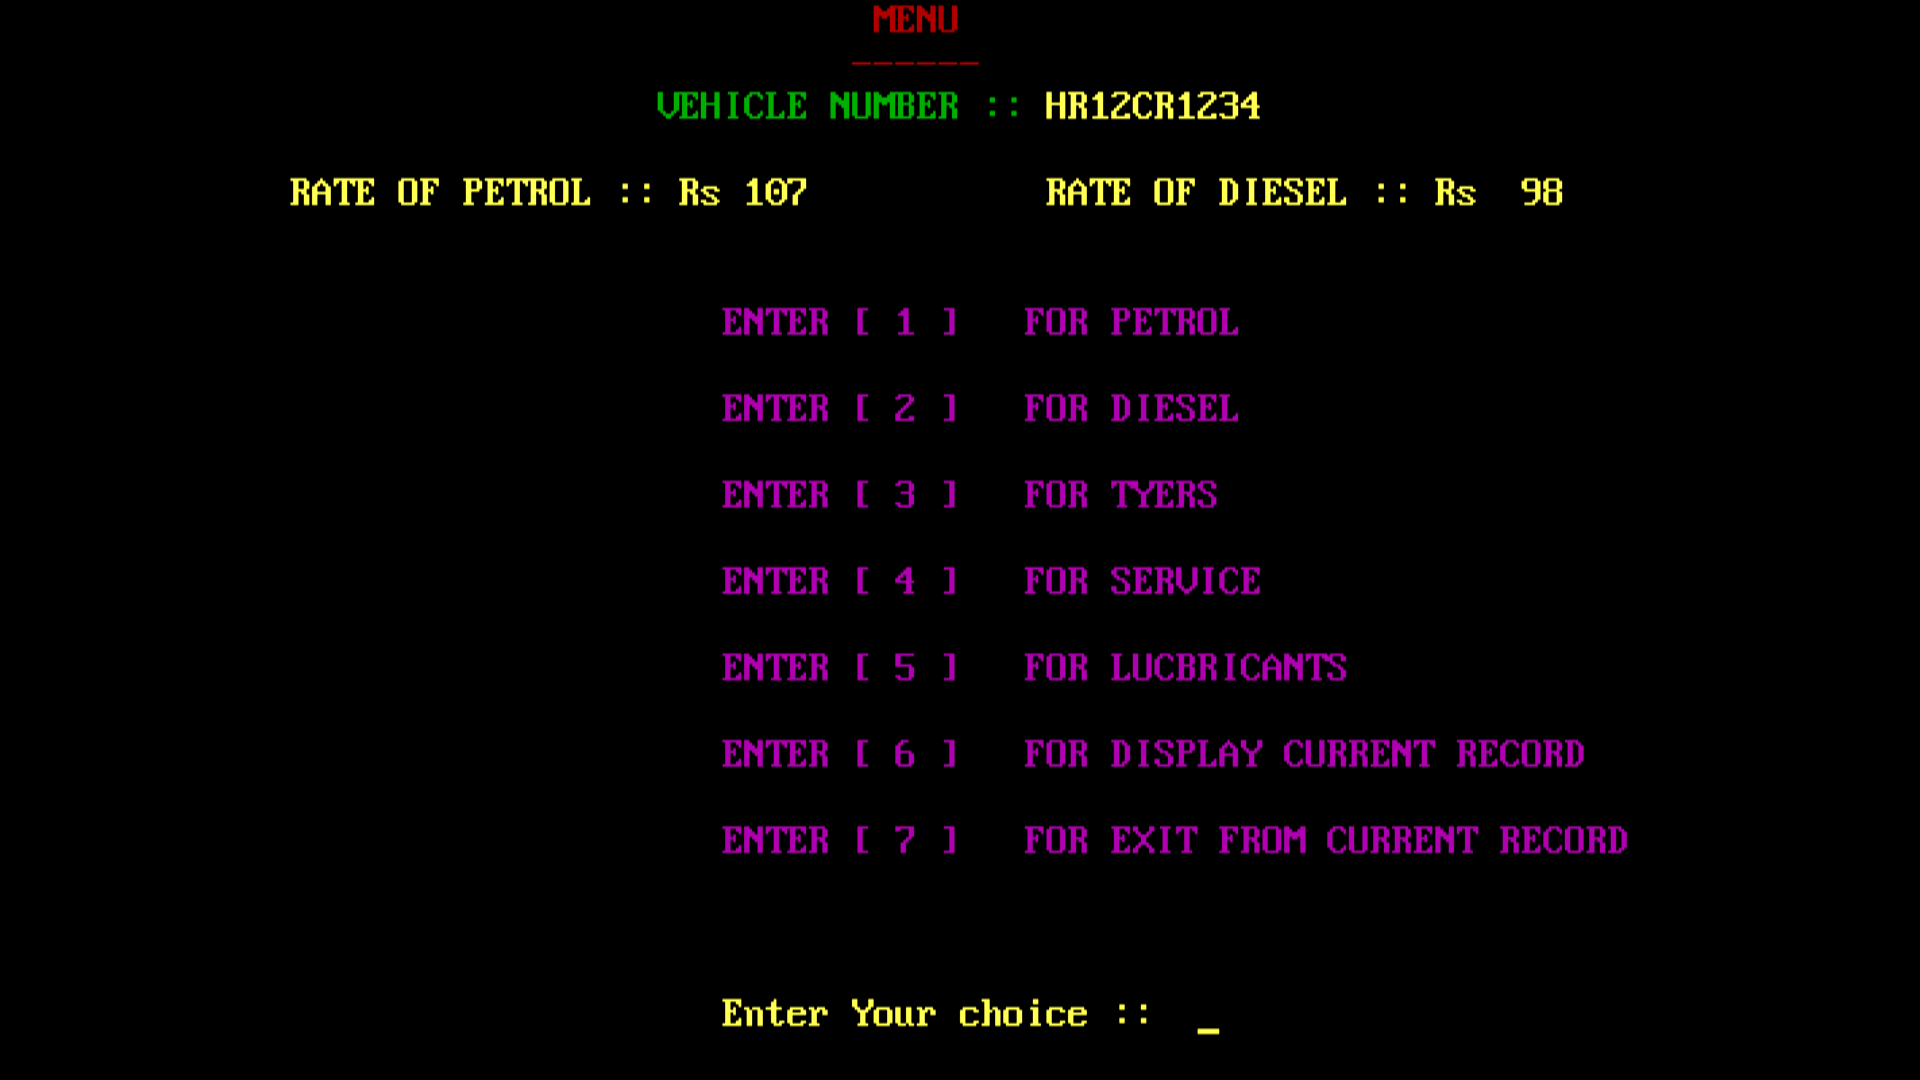 MENU
------
VEHICLE NUMBER :: HR12CR1234
RATE OF PETROL :: Rs 107 RATE OF DIESEL :: Rs 98
ENTER [ 1 ] FOR PETROL
ENTER [ 2 ] FOR DIESEL
ENTER [ 3 ] FOR TYERS
ENTER [ 4 ] FOR SERVICE
ENTER [ 5 ] FOR LUCBRICANTS
ENTER [ 6 ] FOR DISPLAY CURRENT RECORD
ENTER [ 7 ] FOR EXIT FROM CURRENT RECORD
Enter Your choice :: _